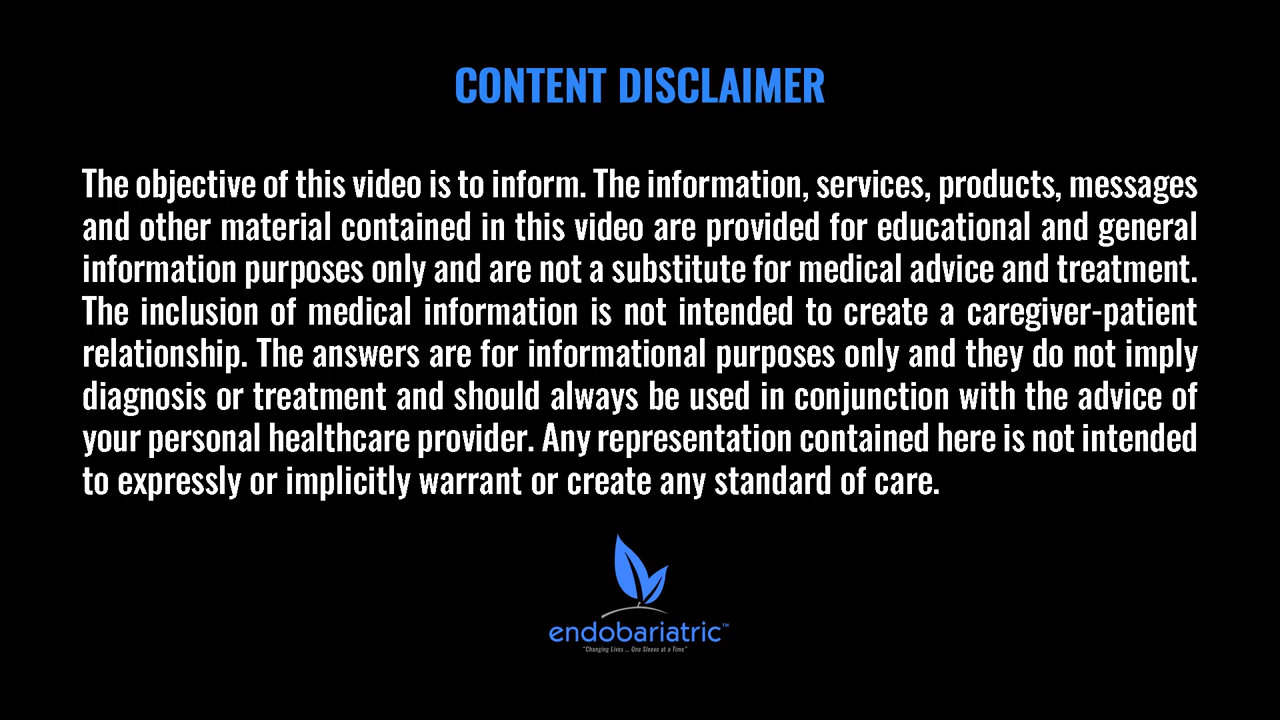 CONTENT DISCLAIMER
The objective of this video is to inform. The information, services, products, messages
and other material contained in this video are provided for educational and general
information purposes only and are not a substitute for medical advice and treatment.
The inclusion of medical information is not intended to create a caregiver-patient
relationship. The answers are for informational purposes only and they do not imply
diagnosis or treatment and should always be used in conjunction with the advice of
your personal healthcare provider. Any representation contained here is not intended
to expressly or implicitly warrant or create any standard of care.
endobariatric™
"Changing Lives ... One Sleeve at a Time"